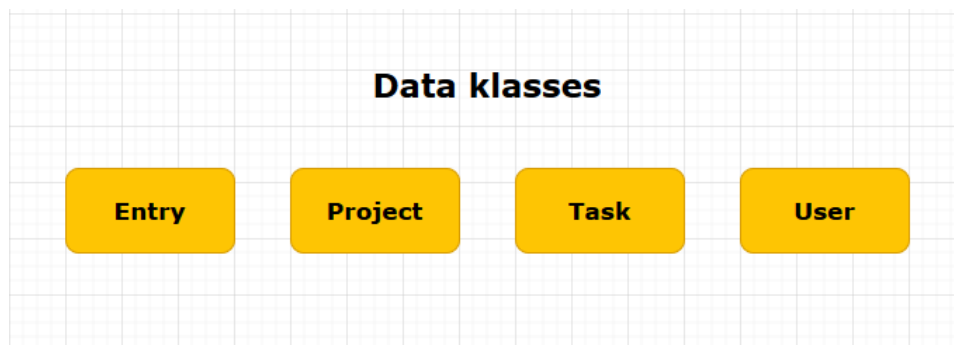 Data klasses
Entry
Project
Task
User